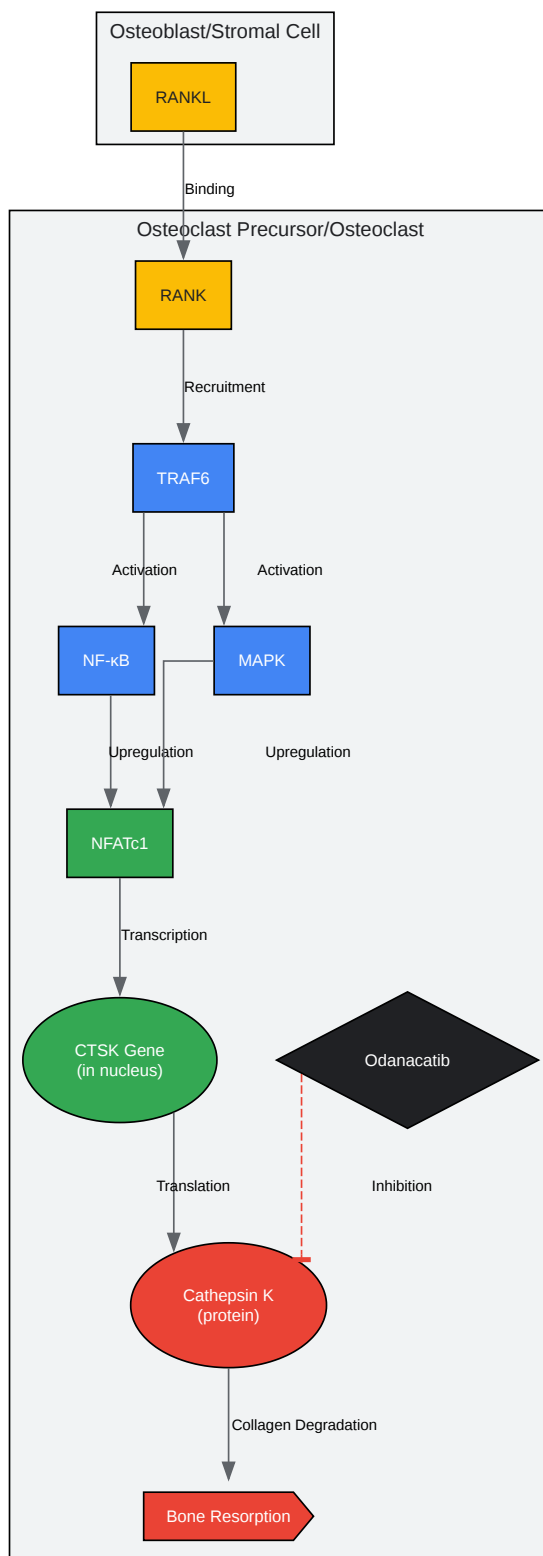 Osteoblast/Stromal Cell
RANKL
Binding
Osteoclast Precursor/Osteoclast
RANK
Recruitment
TRAF6
Activation
Activation
NF-κB
MAPK
Upregulation
Upregulation
NFATc1
Transcription
CTSK Gene
(in nucleus)
Odanacatib
Translation
Inhibition
Cathepsin K
(protein)
Collagen Degradation
Bone Resorption